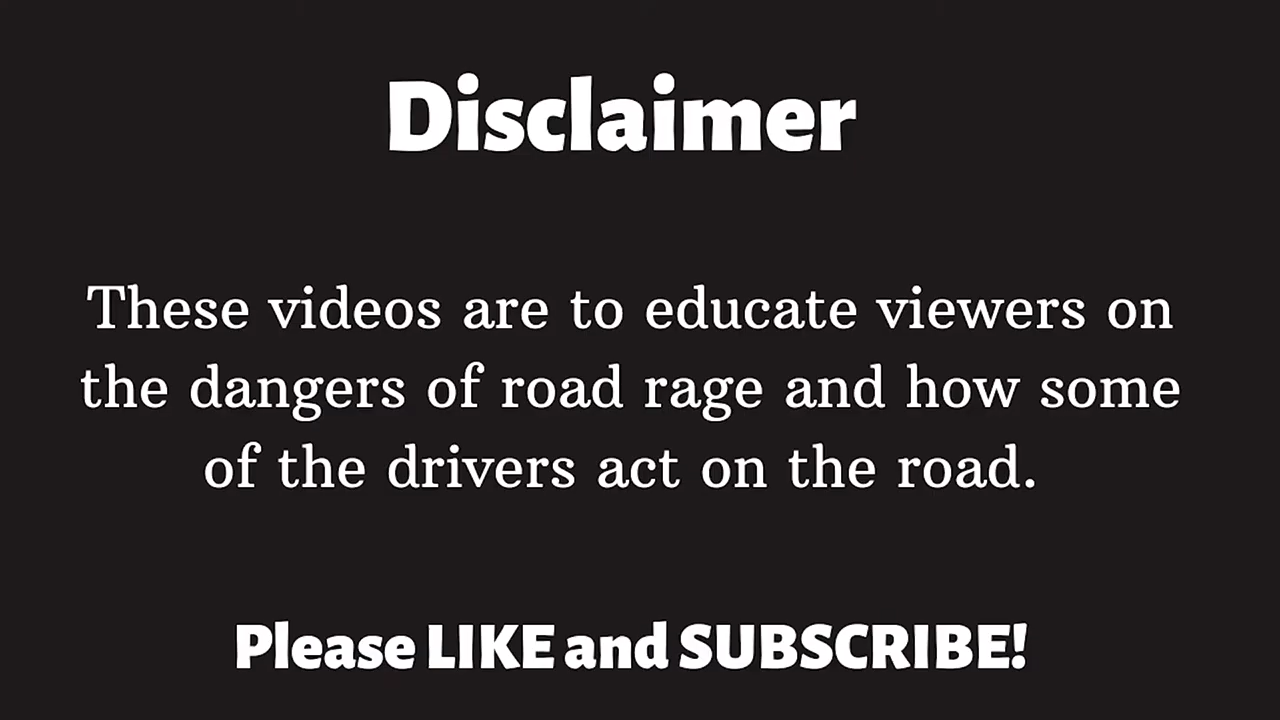 Disclaimer
These videos are to educate viewers on
the dangers of road rage and how some
of the drivers act on the road.
Please LIKE and SUBSCRIBE!